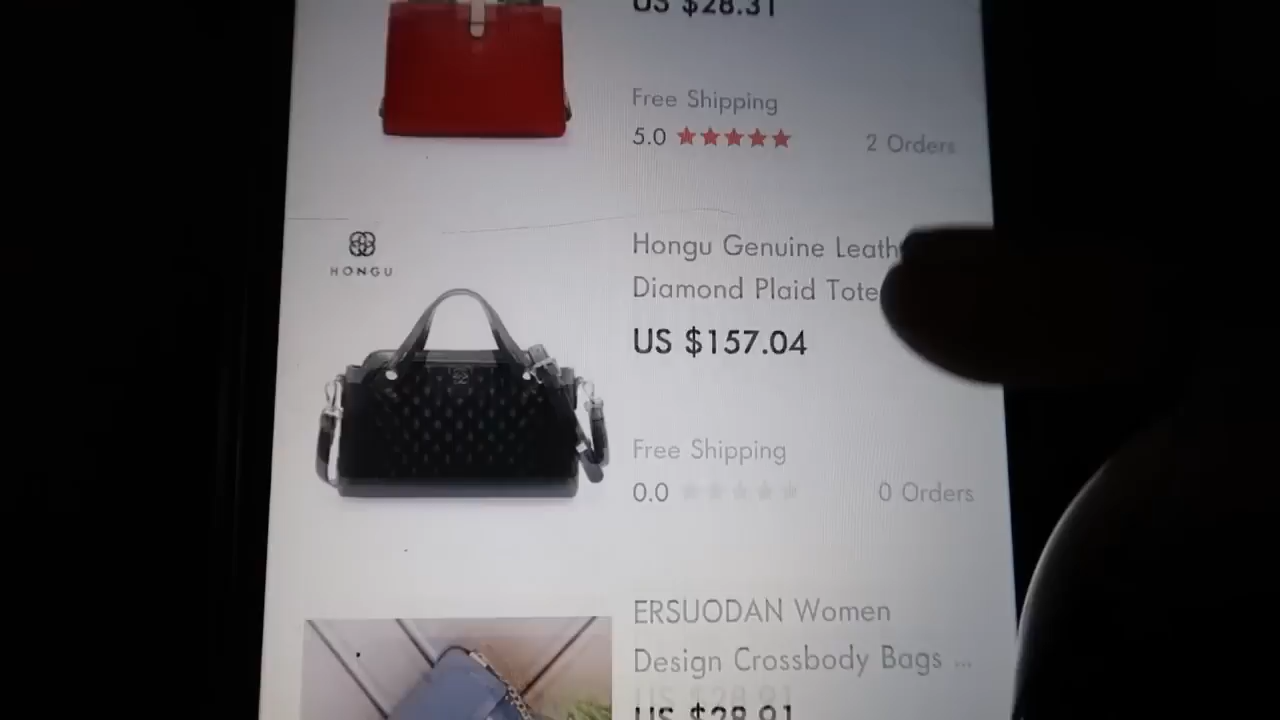 US $28.31
Free Shipping
5.0
2 Orders
HONGU
Hongu Genuine Leath
Diamond Plaid Tote
US $157.04
Free Shipping
0.0
0 Orders
ERSUODAN Women
Design Crossbody Bags ...
US $28.91